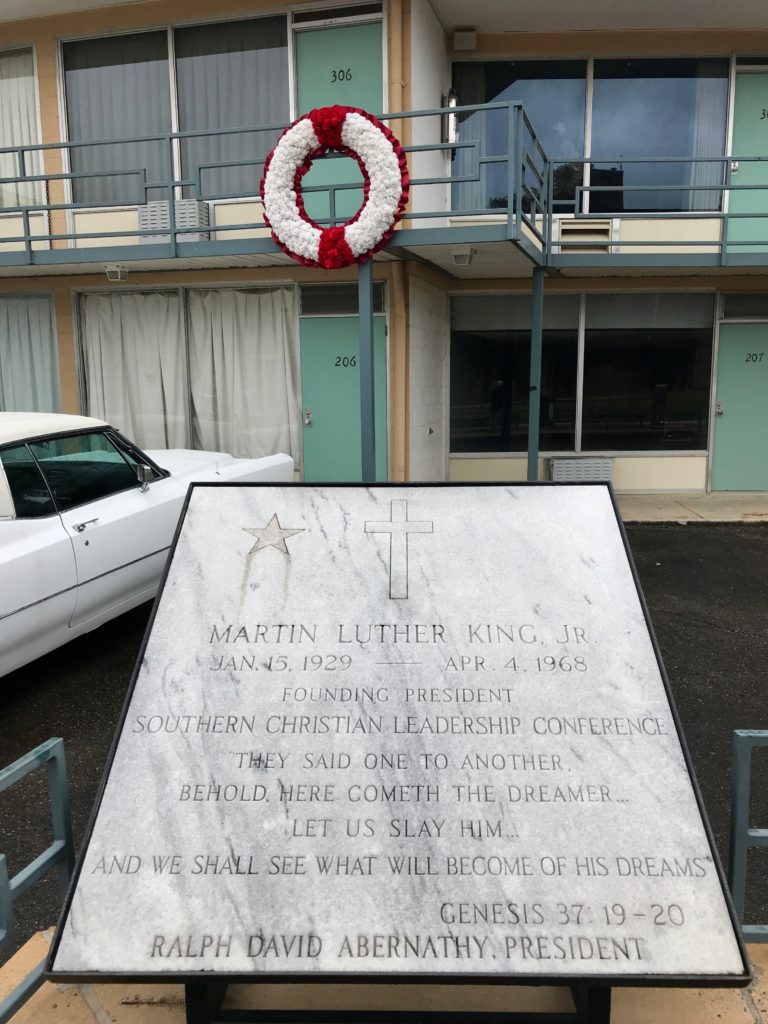 306
30
206
207
MARTIN LUTHER KING, JR.
JAN. 15, 1929 — APR. 4, 1968
FOUNDING PRESIDENT
SOUTHERN CHRISTIAN LEADERSHIP CONFERENCE
"THEY SAID ONE TO ANOTHER,
BEHOLD, HERE COMETH THE DREAMER...
LET US SLAY HIM...
AND WE SHALL SEE WHAT WILL BECOME OF HIS DREAMS"
GENESIS 37: 19-20
RALPH DAVID ABERNATHY, PRESIDENT